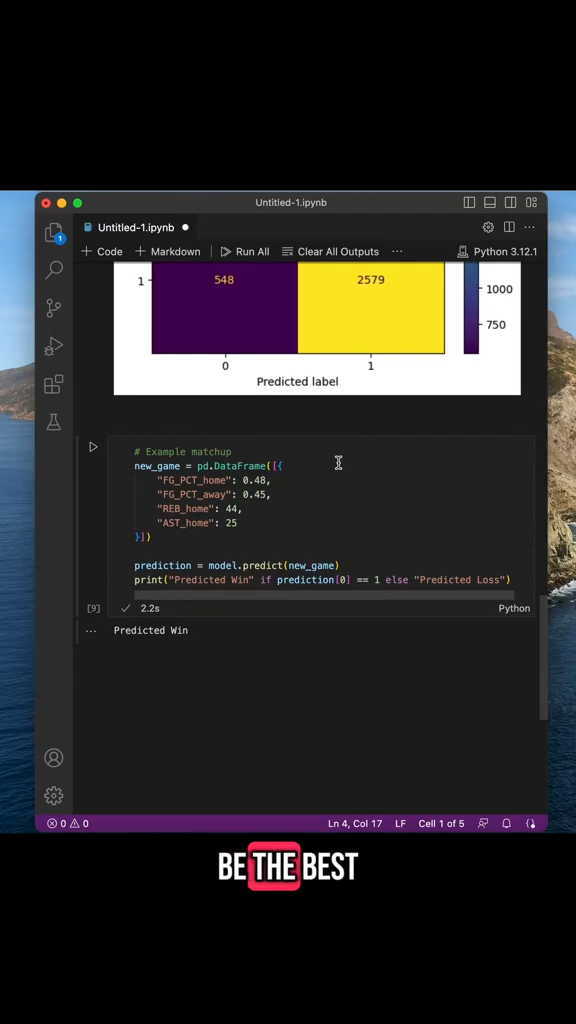 Untitled-1.ipynb
Untitled-1.ipynb
Code Markdown Run All Clear All Outputs ... Python 3.12.1
1
548 2579
1000
750
0 1
Predicted label
# Example matchup
new_game = pd.DataFrame([{
"FG_PCT_home": 0.48,
"FG_PCT_away": 0.45,
"REB_home": 44,
"AST_home": 25
}])
prediction = model.predict(new_game)
print("Predicted Win" if prediction[0] == 1 else "Predicted Loss")
[9] 2.2s Python
... Predicted Win
1
0 0 Ln 4, Col 17 LF Cell 1 of 5
BE THE BEST